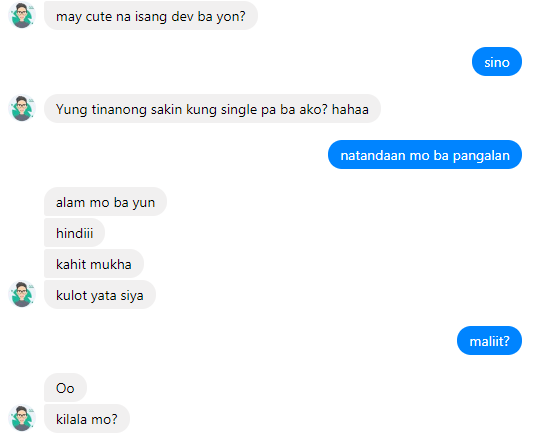 may cute na isang dev ba yon?
sino
Yung tinanong sakin kung single pa ba ako? hahaa
natandaan mo ba pangalan
alam mo ba yun
hindiii
kahit mukha
kulot yata siya
maliit?
Oo
kilala mo?